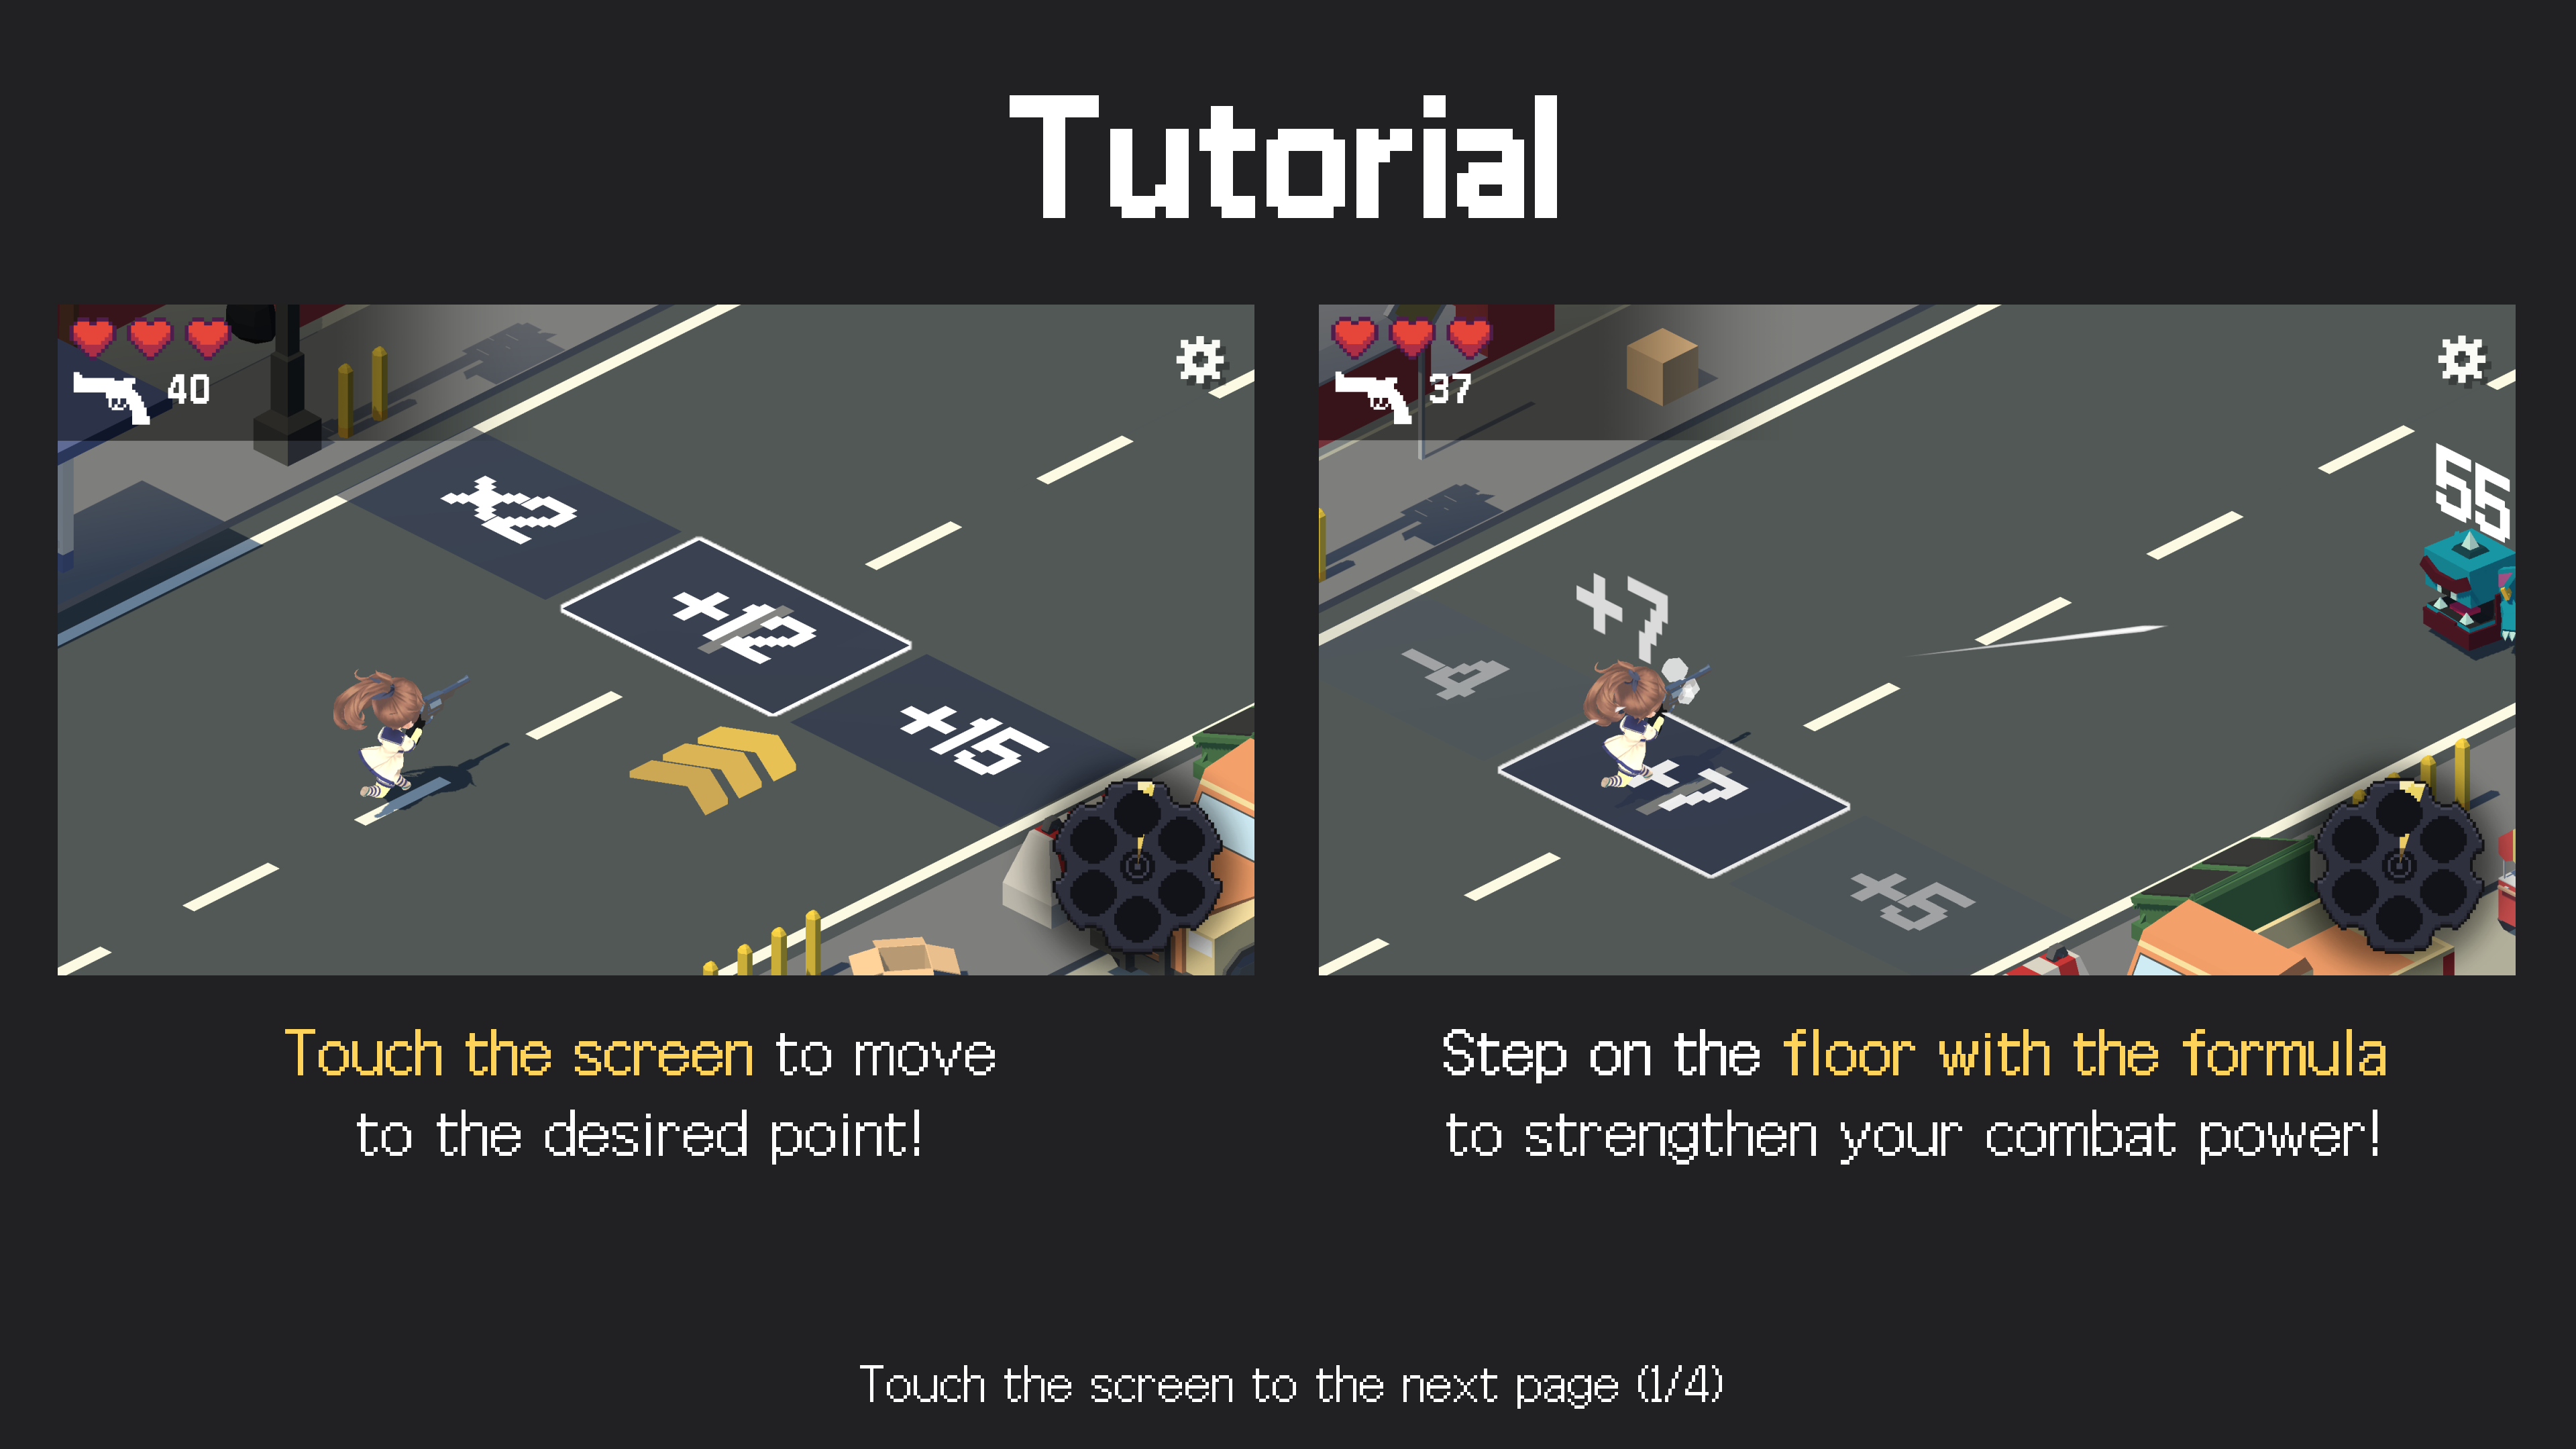 Tutorial
40
x2
+12
+15
37
55
+7
-4
+7
+5
Touch the screen to move
to the desired point!
Step on the floor with the formula
to strengthen your combat power!
Touch the screen to the next page (1/4)